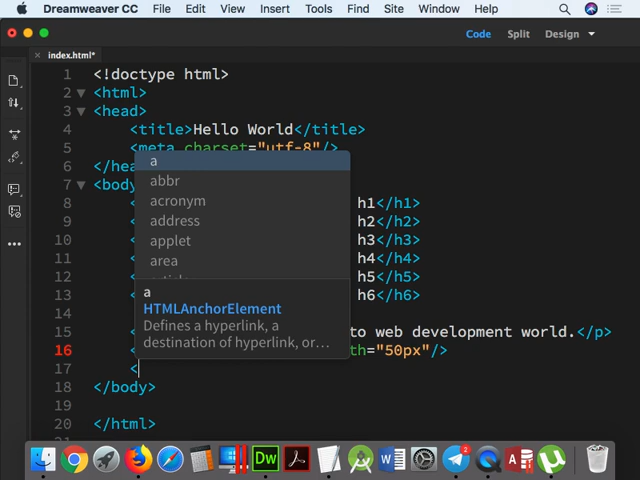 Dreamweaver CC File Edit View Insert Tools Find Site Window Help
Code Split Design
index.html*
1 <!doctype html>
2 <html>
3 <head>
4 <title>Hello World</title>
5 <meta charset="utf-8"/>
6 </hea
7 <body
8 < h1</h1>
9 < h2</h2>
10 < h3</h3>
11 < h4</h4>
12 < h5</h5>
13 < h6</h6>
14
15 < to web development world.</p>
16 < th="50px"/>
17 <
18 </body>
19
20 </html>
21
a
abbr
acronym
address
applet
area
a
HTMLAnchorElement
Defines a hyperlink, a
destination of hyperlink, or…
Dw
W
A
2